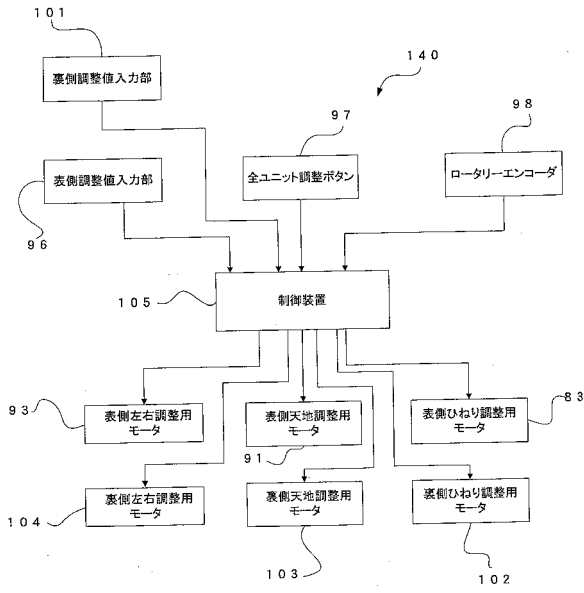 １０１
裏側調整値入力部
１４０
９７
９８
全ユニット調整ボタン
ロータリーエンコーダ
表側調整値入力部
９６
１０５
制御装置
９３
表側左右調整用
モータ
表側天地調整用
モータ
９１
表側ひねり調整用
モータ
８３
１０４
裏側左右調整用
モータ
裏側天地調整用
モータ
１０３
裏側ひねり調整用
モータ
１０２